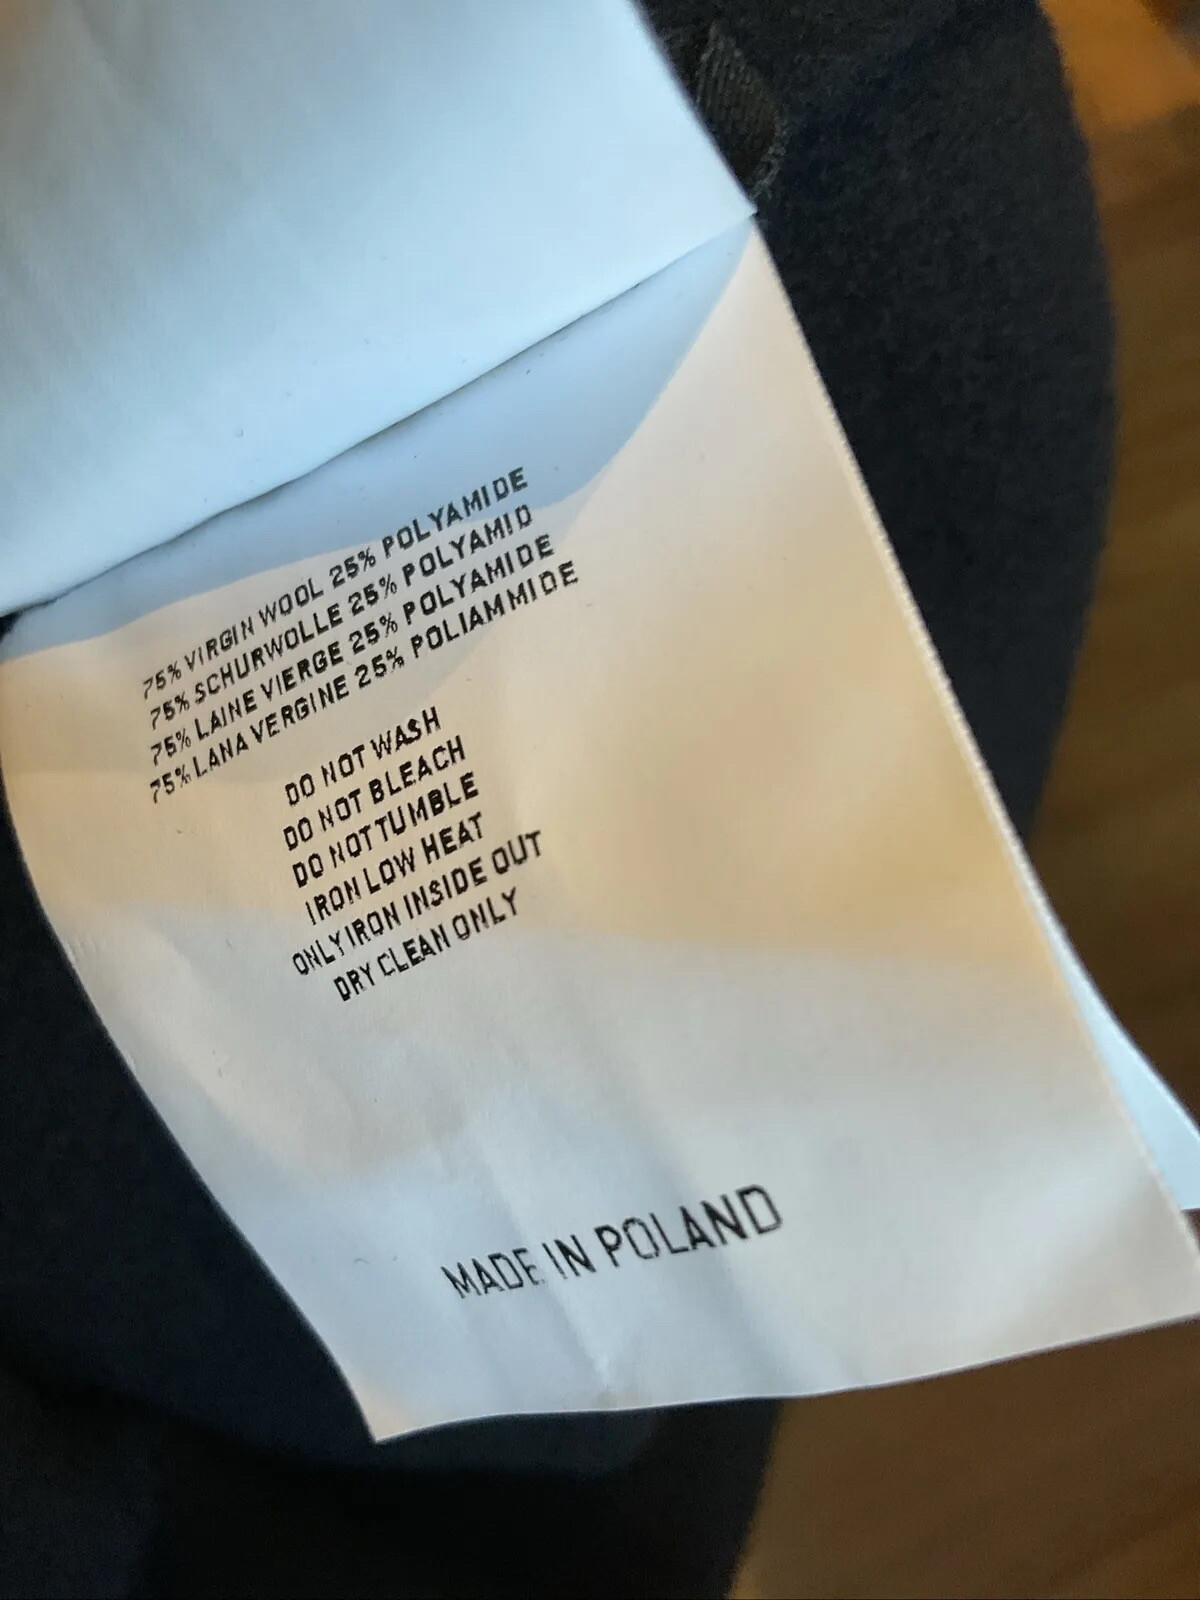 75% VIRGIN WOOL 25% POLYAMIDE
75% SCHURWOLLE 25% POLYAMID
75% LAINE VIERGE 25% POLYAMIDE
75% LANA VERGINE 25% POLIAMMIDE
DO NOT WASH
DO NOT BLEACH
DO NOT TUMBLE
IRON LOW HEAT
ONLY IRON INSIDE OUT
DRY CLEAN ONLY
MADE IN POLAND